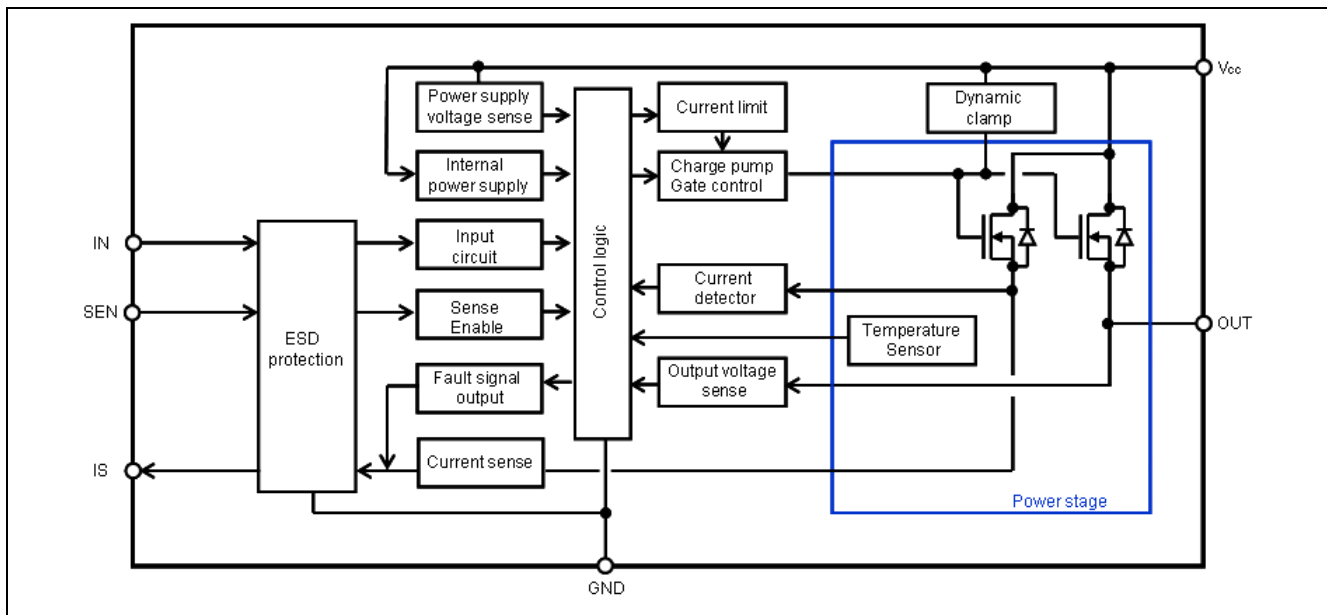 Vcc
Power supply
voltage sense
Current limit
Dynamic
clamp
Internal
power supply
Charge pump
Gate control
IN
Input
circuit
Control logic
Current
detector
SEN
Sense
Enable
OUT
ESD
protection
Temperature
Sensor
Fault signal
output
Output voltage
sense
IS
Current sense
Power stage
GND